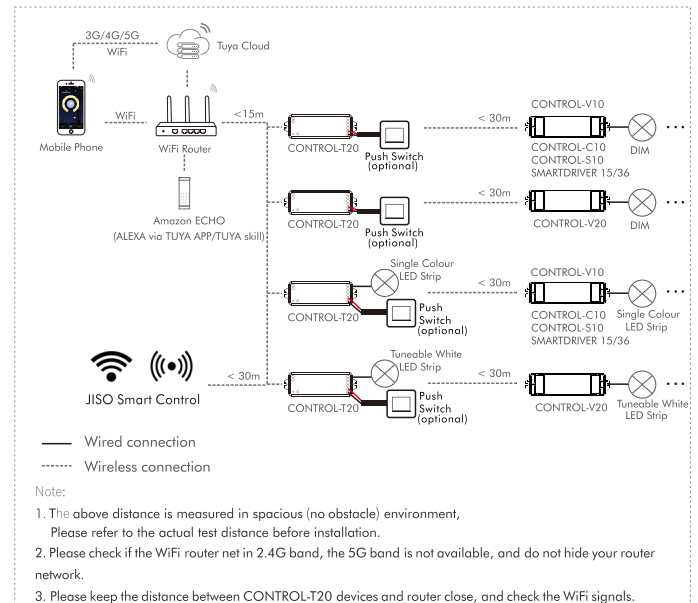 3G/4G/5G
WiFi
Tuya Cloud
WiFi
<15m
Mobile Phone
WiFi Router
Amazon ECHO
(ALEXA via TUYA APP/TUYA skill)
CONTROL-T20
Push Switch
(optional)
< 30m
CONTROL-V10
CONTROL-C10
CONTROL-S10
SMARTDRIVER 15/36
DIM
CONTROL-T20
Push Switch
(optional)
< 30m
CONTROL-V20
DIM
Single Colour
LED Strip
CONTROL-T20
Push
Switch
(optional)
< 30m
CONTROL-V10
CONTROL-C10
CONTROL-S10
SMARTDRIVER 15/36
Single Colour
LED Strip
JISO Smart Control
< 30m
Tuneable White
LED Strip
CONTROL-T20
Push
Switch
(optional)
< 30m
CONTROL-V20
Tuneable White
LED Strip
Wired connection
Wireless connection
Note:
1. The above distance is measured in spacious (no obstacle) environment,
Please refer to the actual test distance before installation.
2. Please check if the WiFi router net in 2.4G band, the 5G band is not available, and do not hide your router
network.
3. Please keep the distance between CONTROL-T20 devices and router close, and check the WiFi signals.